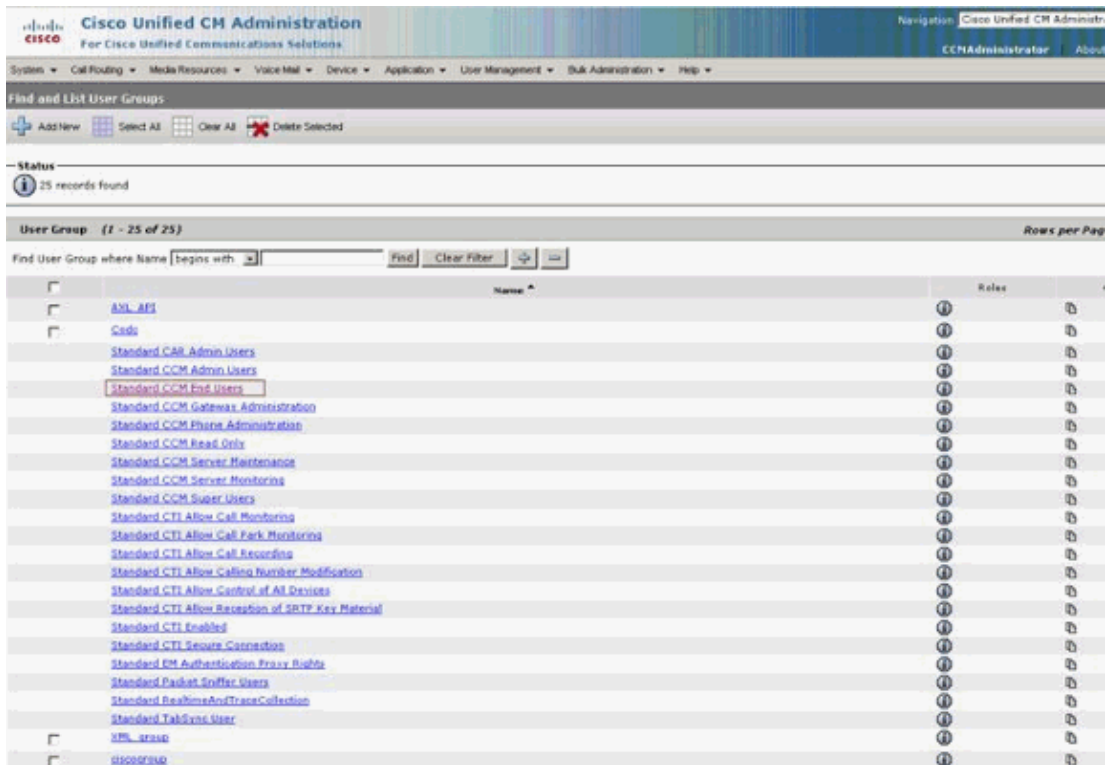 cisco
Cisco Unified CM Administration
For Cisco Unified Communications Solutions
Navigation Cisco Unified CM Administr
CCMAdministrator About
System Call Routing Media Resources Voice Mail Device Application User Management Bulk Administration Help
Find and List User Groups
Add New Select All Clear All Delete Selected
Status
25 records found
User Group (1 - 25 of 25) Rows per Pag
Find User Group where Name begins with Find Clear Filter
Name Roles
AXL_API
Standard CAR Admin Users
Standard CCM Admin Users
Standard CCM End Users
Standard CCM Gateway Administration
Standard CCM Phone Administration
Standard CCM Read Only
Standard CCM Server Maintenance
Standard CCM Server Monitoring
Standard CCM Super Users
Standard CTI Allow Call Monitoring
Standard CTI Allow Call Park Monitoring
Standard CTI Allow Call Recording
Standard CTI Allow Calling Number Modification
Standard CTI Allow Control of All Devices
Standard CTI Allow Reception of SRTP Key Material
Standard CTI Enabled
Standard CTI Secure Connection
Standard EM Authentication Proxy Rights
Standard Packet Sniffer Users
Standard RealtimeAndTraceCollection
Standard TabSync User
XML_group
ciscogroup